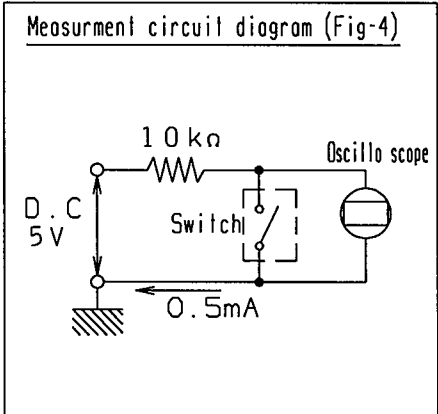 Measurment circuit diagram (Fig-4)
10kΩ
Oscillo scope
D.C
5V
Switch
0.5mA